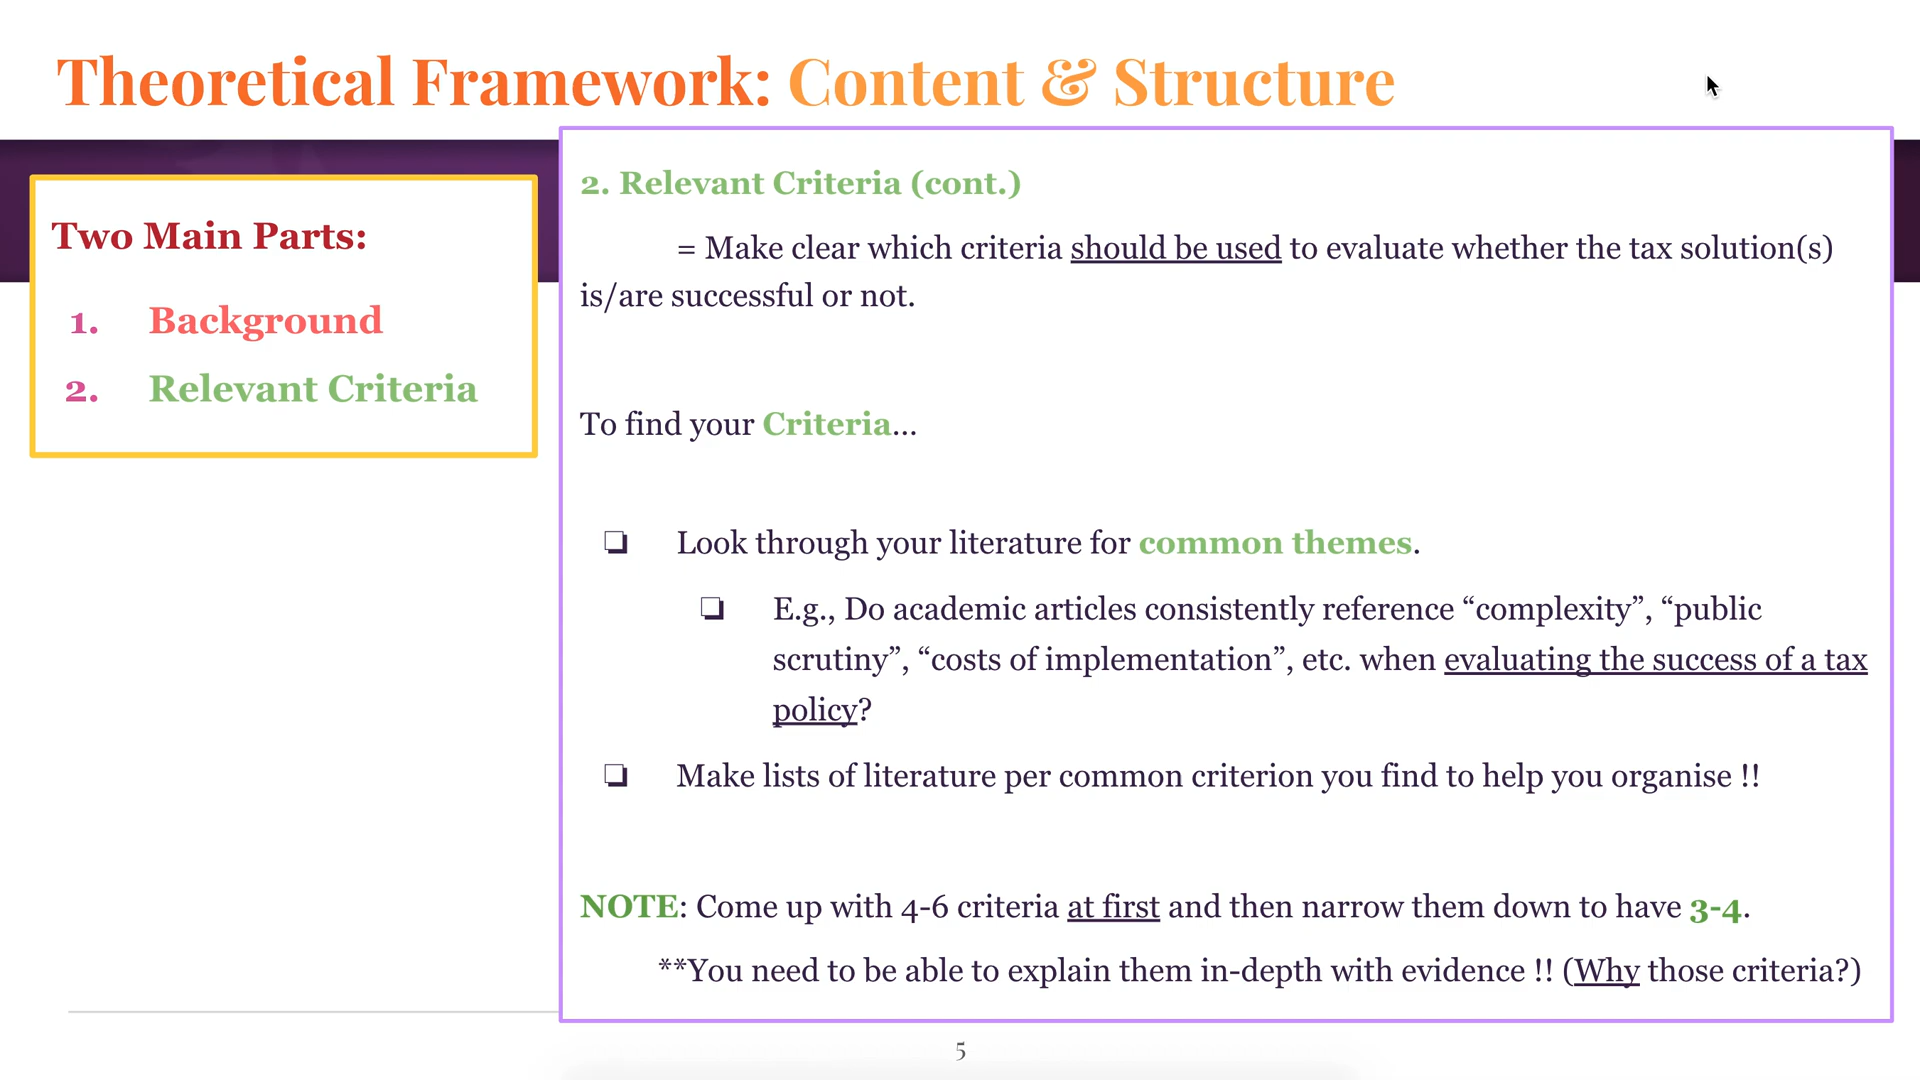 Theoretical Framework: Content & Structure
Two Main Parts:
1. Background
2. Relevant Criteria
2. Relevant Criteria (cont.)
= Make clear which criteria should be used to evaluate whether the tax solution(s)
is/are successful or not.
To find your Criteria...
❏ Look through your literature for common themes.
❏ E.g., Do academic articles consistently reference “complexity”, “public
scrutiny”, “costs of implementation”, etc. when evaluating the success of a tax
policy?
❏ Make lists of literature per common criterion you find to help you organise !!
NOTE: Come up with 4-6 criteria at first and then narrow them down to have 3-4.
**You need to be able to explain them in-depth with evidence !! (Why those criteria?)
5